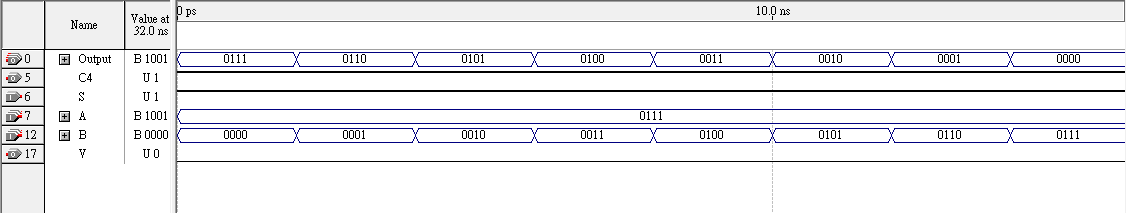 Name Value at 32.0 ns 0 ps 10.0 ns
0 Output B 1001 0111 0110 0101 0100 0011 0010 0001 0000
5 C4 U 1
6 S U 1
7 A B 1001 0111
12 B B 0000 0000 0001 0010 0011 0100 0101 0110 0111
17 V U 0